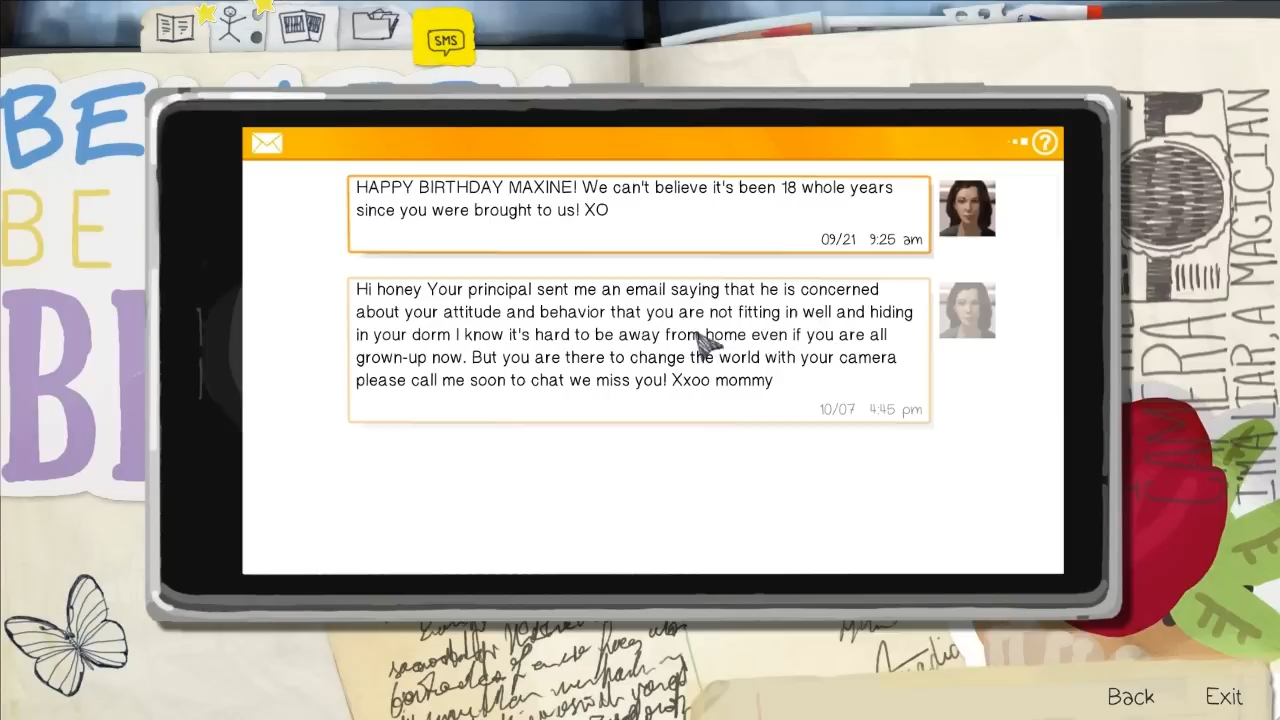 SMS
BE
BE
HAPPY BIRTHDAY MAXINE! We can't believe it's been 18 whole years
since you were brought to us! XO
09/21 9:25 am
Hi honey Your principal sent me an email saying that he is concerned
about your attitude and behavior that you are not fitting in well and hiding
in your dorm I know it's hard to be away from home even if you are all
grown-up now. But you are there to change the world with your camera
please call me soon to chat we miss you! Xxoo mommy
10/07 4:45 pm
A MAGICIAN
LIAR,
I'M A
CAMERA
Back Exit